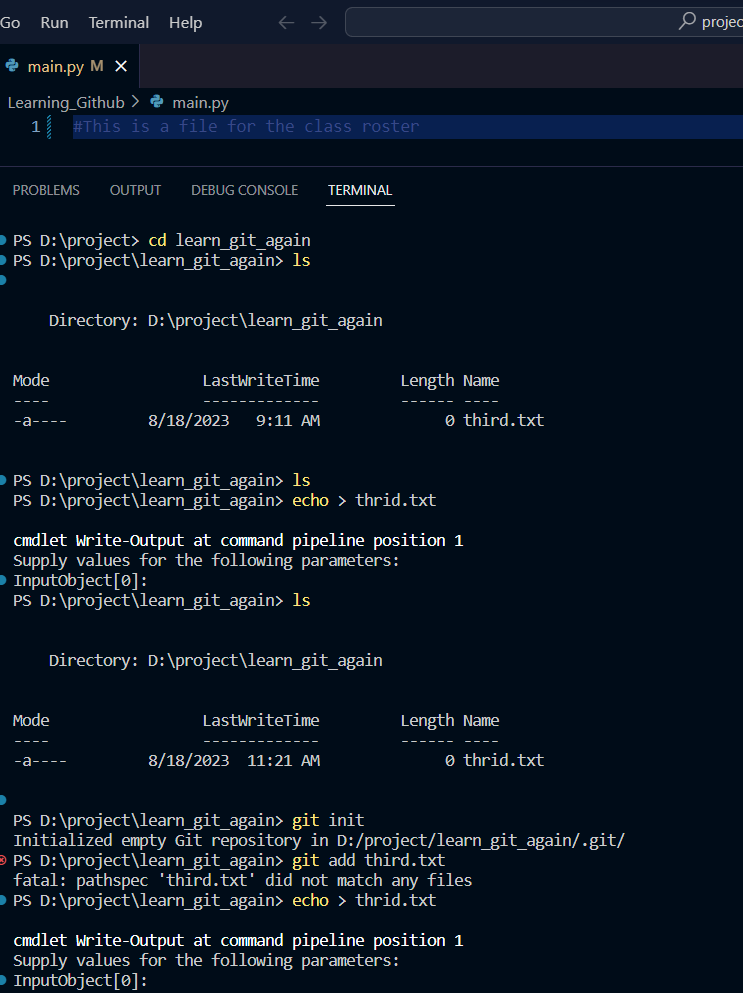 Go Run Terminal Help projec
main.py M
Learning_Github > main.py
1 #This is a file for the class roster
PROBLEMS OUTPUT DEBUG CONSOLE TERMINAL
PS D:\project> cd learn_git_again
PS D:\project\learn_git_again> ls
Directory: D:\project\learn_git_again
Mode LastWriteTime Length Name
---- ------------- ------ ----
-a---- 8/18/2023 9:11 AM 0 third.txt
PS D:\project\learn_git_again> ls
PS D:\project\learn_git_again> echo > thrid.txt
cmdlet Write-Output at command pipeline position 1
Supply values for the following parameters:
InputObject[0]:
PS D:\project\learn_git_again> ls
Directory: D:\project\learn_git_again
Mode LastWriteTime Length Name
---- ------------- ------ ----
-a---- 8/18/2023 11:21 AM 0 thrid.txt
PS D:\project\learn_git_again> git init
Initialized empty Git repository in D:/project/learn_git_again/.git/
PS D:\project\learn_git_again> git add third.txt
fatal: pathspec 'third.txt' did not match any files
PS D:\project\learn_git_again> echo > thrid.txt
cmdlet Write-Output at command pipeline position 1
Supply values for the following parameters:
InputObject[0]: